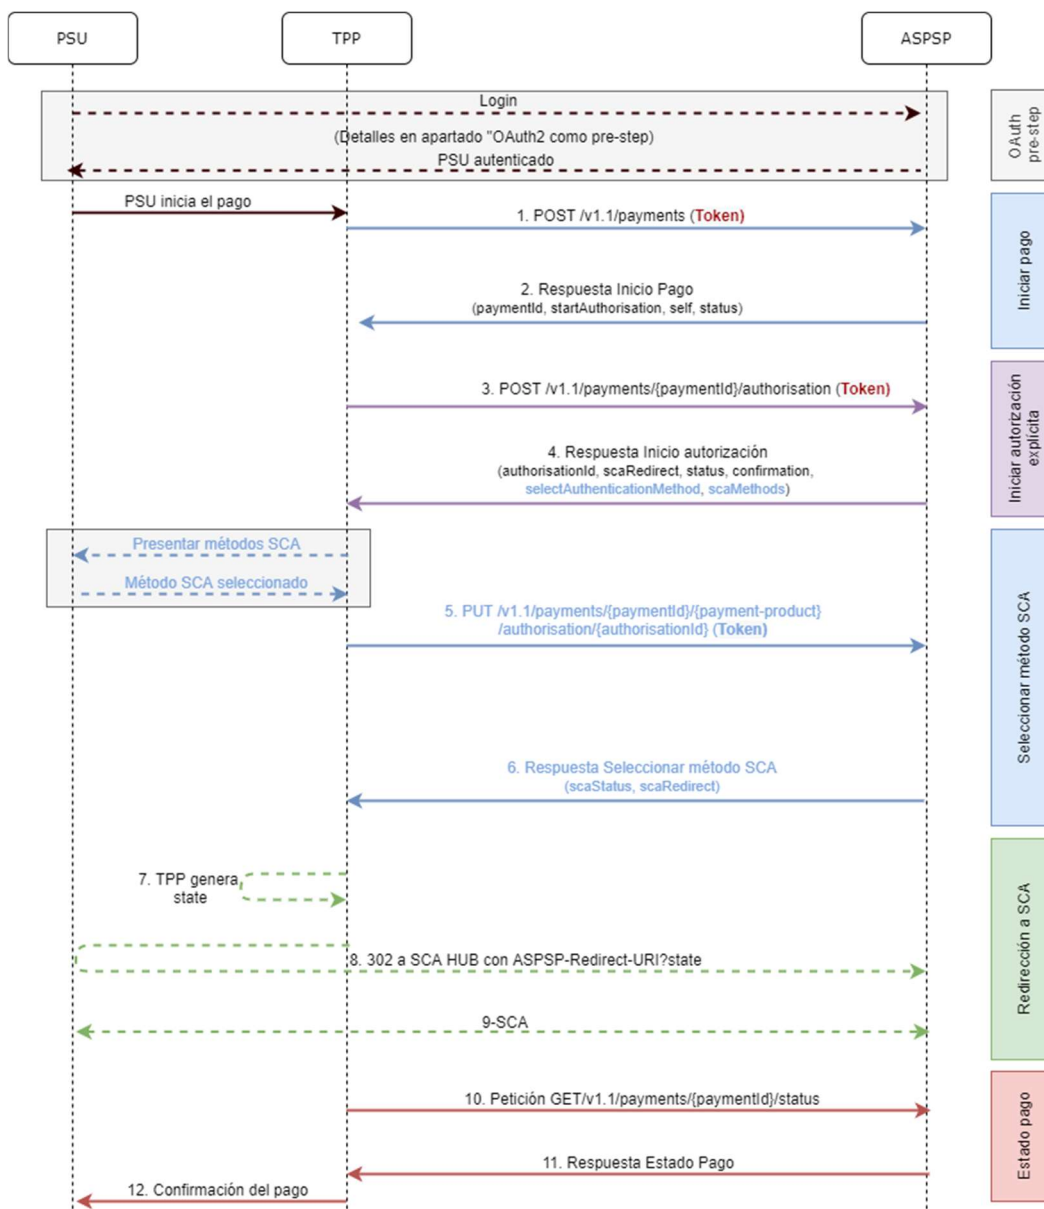 PSU
TPP
ASPSP
Login
(Detalles en apartado "OAuth2 como pre-step)
PSU autenticado
OAuth
pre-step
PSU inicia el pago
1. POST /v1.1/payments (Token)
2. Respuesta Inicio Pago
(paymentId, startAuthorisation, self, status)
Iniciar pago
3. POST /v1.1/payments/{paymentId}/authorisation (Token)
4. Respuesta Inicio autorización
(authorisationId, scaRedirect, status, confirmation,
selectAuthenticationMethod, scaMethods)
Iniciar autorización
explícita
Presentar métodos SCA
Método SCA seleccionado
5. PUT /v1.1/payments/{paymentId}/{payment-product}
/authorisation/{authorisationId} (Token)
6. Respuesta Seleccionar método SCA
(scaStatus, scaRedirect)
Seleccionar método SCA
7. TPP genera
state
8. 302 a SCA HUB con ASPSP-Redirect-URI?state
9-SCA
Redirección a SCA
10. Petición GET/v1.1/payments/{paymentId}/status
11. Respuesta Estado Pago
12. Confirmación del pago
Estado pago